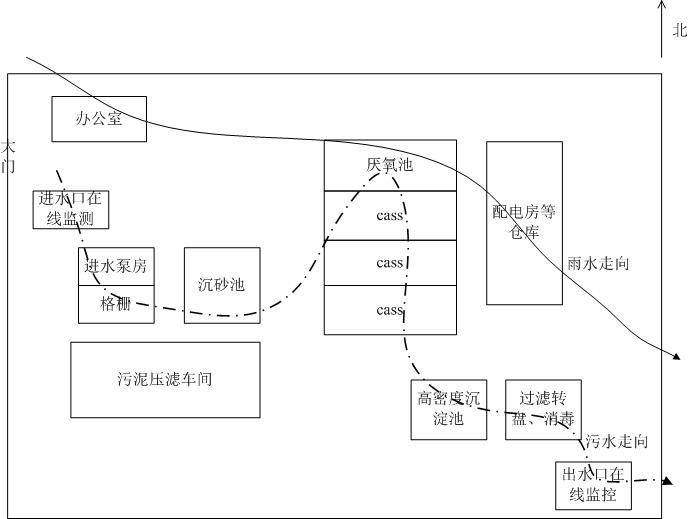 北
办公室
大
门
厌氧池
进水口在
线监测
cass
配电房等
仓库
进水泵房
格栅
沉砂池
cass
雨水走向
cass
污泥压滤车间
高密度沉
淀池
过滤转
盘、消毒
污水走向
出水口在
线监控